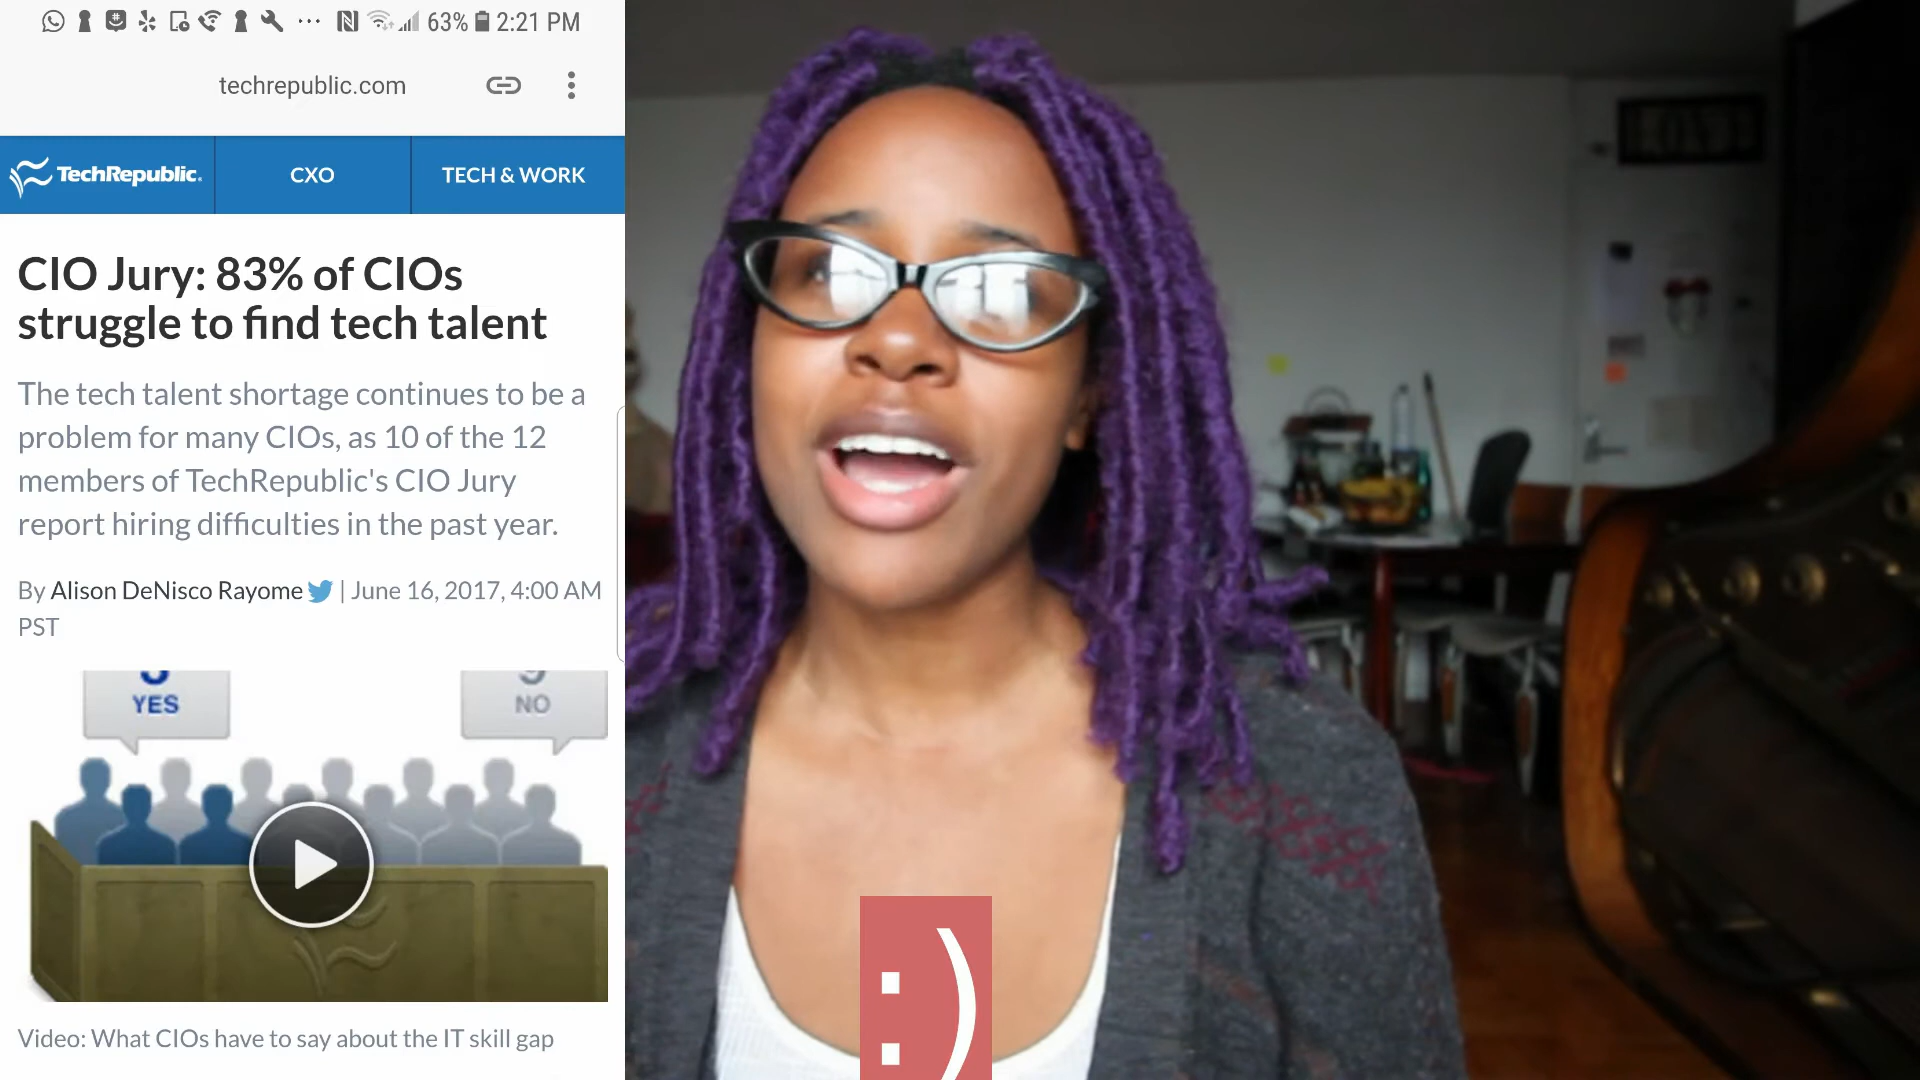 63% 2:21 PM
techrepublic.com
TechRepublic. CXO TECH & WORK
CIO Jury: 83% of CIOs
struggle to find tech talent
The tech talent shortage continues to be a
problem for many CIOs, as 10 of the 12
members of TechRepublic's CIO Jury
report hiring difficulties in the past year.
By Alison DeNisco Rayome | June 16, 2017, 4:00 AM
PST
YES NO
Video: What CIOs have to say about the IT skill gap
:)